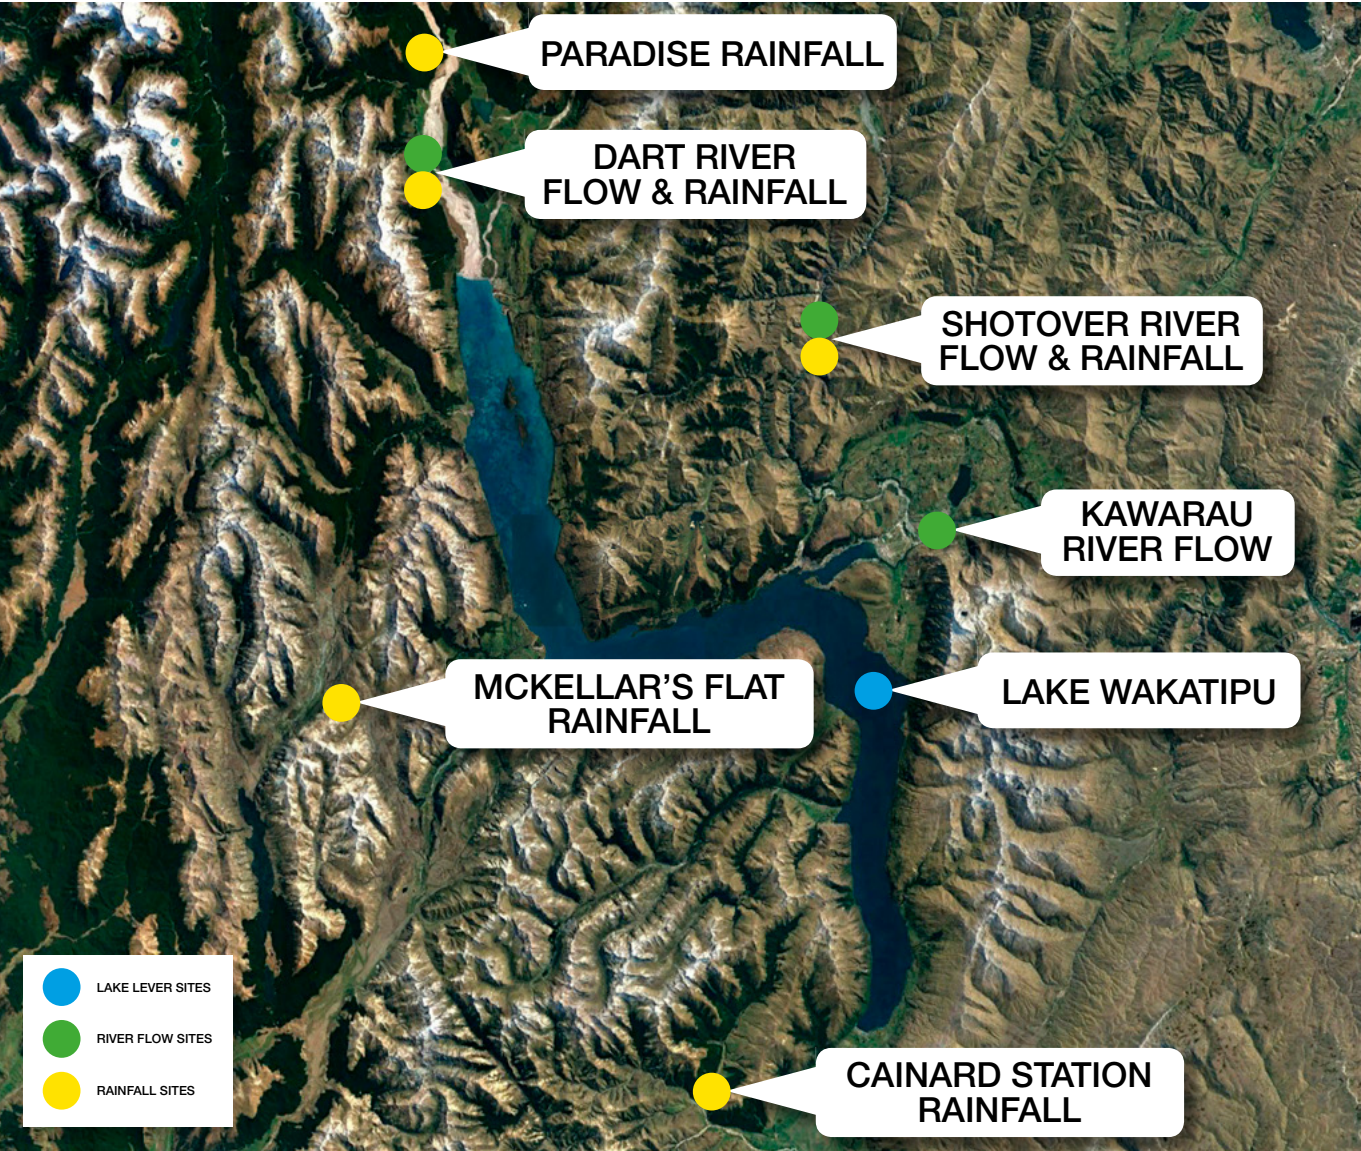 PARADISE RAINFALL
DART RIVER
FLOW & RAINFALL
SHOTOVER RIVER
FLOW & RAINFALL
KAWARAU
RIVER FLOW
MCKELLAR’S FLAT
RAINFALL
LAKE WAKATIPU
LAKE LEVER SITES
RIVER FLOW SITES
RAINFALL SITES
CAINARD STATION
RAINFALL